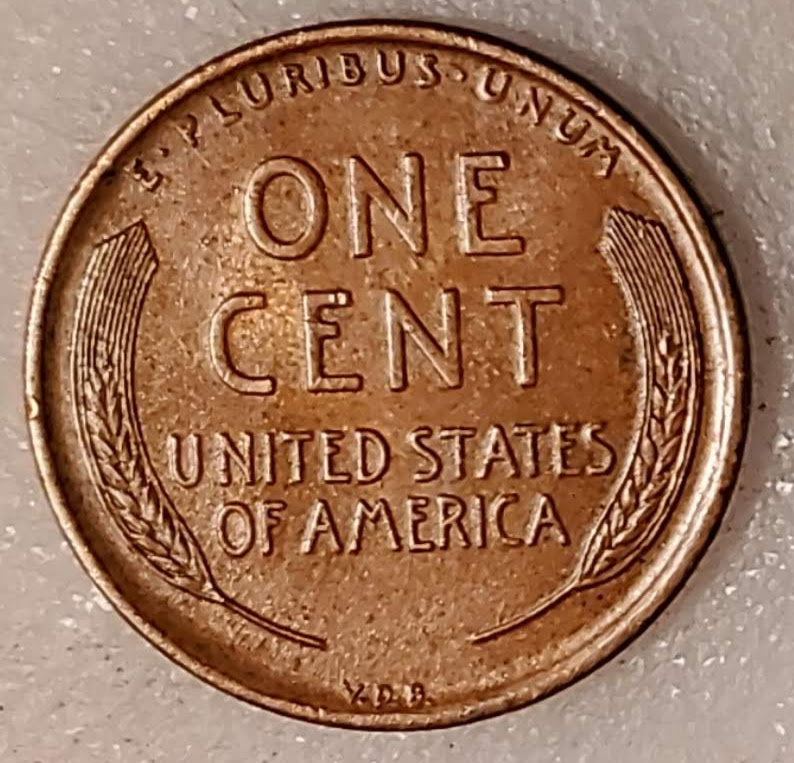 E·PLURIBUS·UNUM
ONE
CENT
UNITED STATES
OF AMERICA
V.D.B.